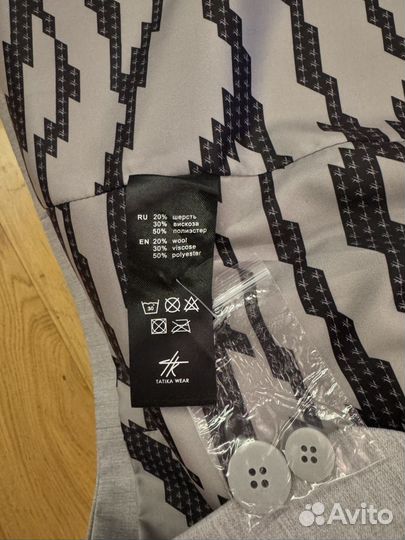 RU 20% шерсть
30% вискоза
50% полиэстер
EN 20% wool
30% viscose
50% polyester
30
TATIKA WEAR
Avito